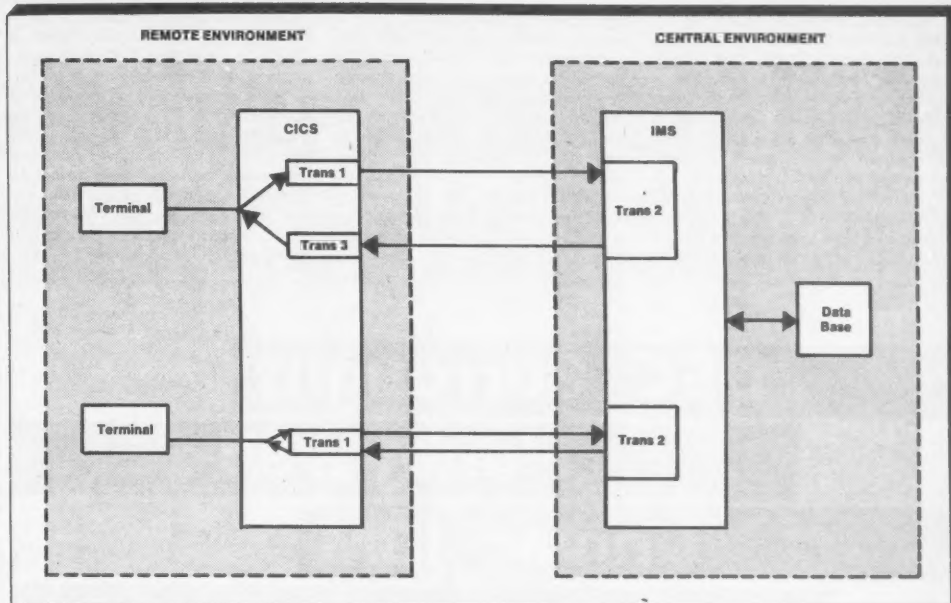 REMOTE ENVIRONMENT
CENTRAL ENVIRONMENT
CICS
IMS
Trans 1
Terminal
Trans 2
Trans 3
Data
Base
Terminal
Trans 1
Trans 2